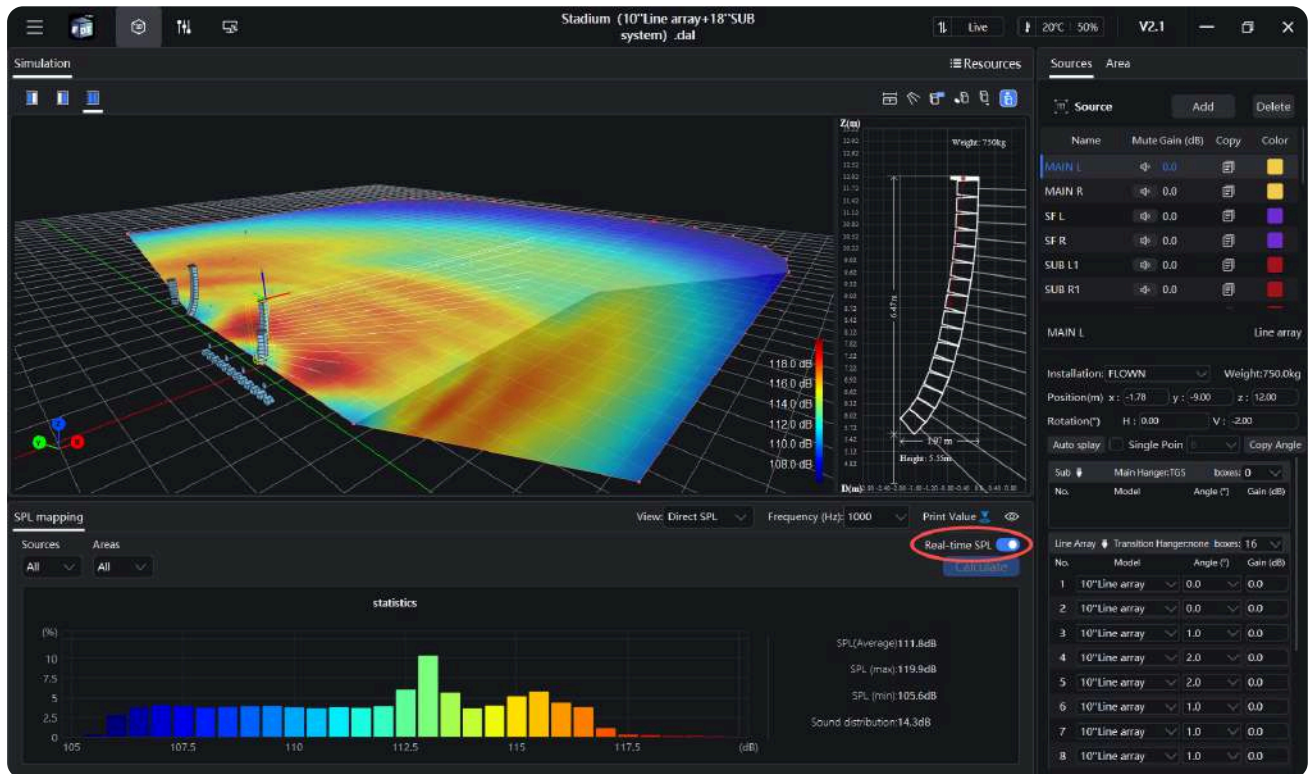 Stadium (10"Line array+18"SUB
system) .dal
Live
20°C 50%
V2.1
Simulation
Resources
Sources Area
Source Add Delete
Name Mute Gain (dB) Copy Color
MAIN L 0.0
MAIN R 0.0
SF L 0.0
SF R 0.0
SUB L1 0.0
SUB R1 0.0
MAIN L Line array
Installation: FLOWN Weight:750.0kg
Position(m) x: -1.78 y: -9.00 z: 12.00
Rotation(°) H: 0.00 V: -2.00
Auto splay Single Poin Copy Angle
Sub Main Hanger:TGS boxes: 0
No. Model Angle (°) Gain (dB)
Line Array Transition Hanger:none boxes: 16
No. Model Angle (°) Gain (dB)
1 10"Line array 0.0 0.0
2 10"Line array 0.0 0.0
3 10"Line array 1.0 0.0
4 10"Line array 2.0 0.0
5 10"Line array 2.0 0.0
6 10"Line array 1.0 0.0
7 10"Line array 1.0 0.0
8 10"Line array 1.0 0.0
Z(m)
Weight: 750kg
6.47m
1.97 m
Height: 5.55m
D(m)
118.0 dB
116.0 dB
114.0 dB
112.0 dB
110.0 dB
108.0 dB
Z
Y
X
SPL mapping
View: Direct SPL Frequency (Hz): 1000 Print Value
Sources Areas
All All
Real-time SPL
Calculate
statistics
(%)
10
7.5
5
2.5
0
105 107.5 110 112.5 115 117.5 (dB)
SPL(Average)111.8dB
SPL (max):119.9dB
SPL (min):105.6dB
Sound distribution:14.3dB